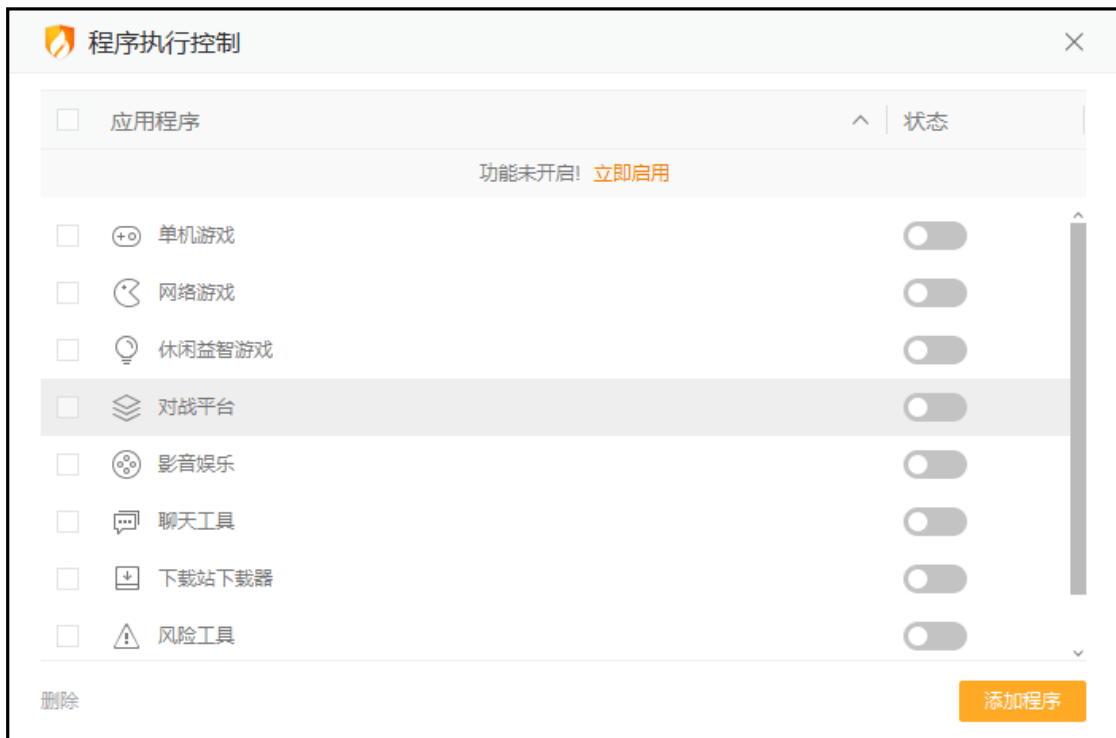 程序执行控制
应用程序 状态
功能未开启! 立即启用
单机游戏
网络游戏
休闲益智游戏
对战平台
影音娱乐
聊天工具
下载站下载器
风险工具
删除 添加程序